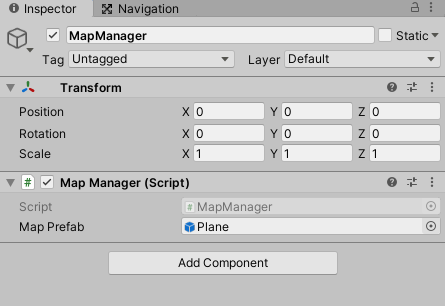 Inspector Navigation
MapManager Static
Tag Untagged Layer Default
Transform
Position X 0 Y 0 Z 0
Rotation X 0 Y 0 Z 0
Scale X 1 Y 1 Z 1
# Map Manager (Script)
Script # MapManager
Map Prefab Plane
Add Component